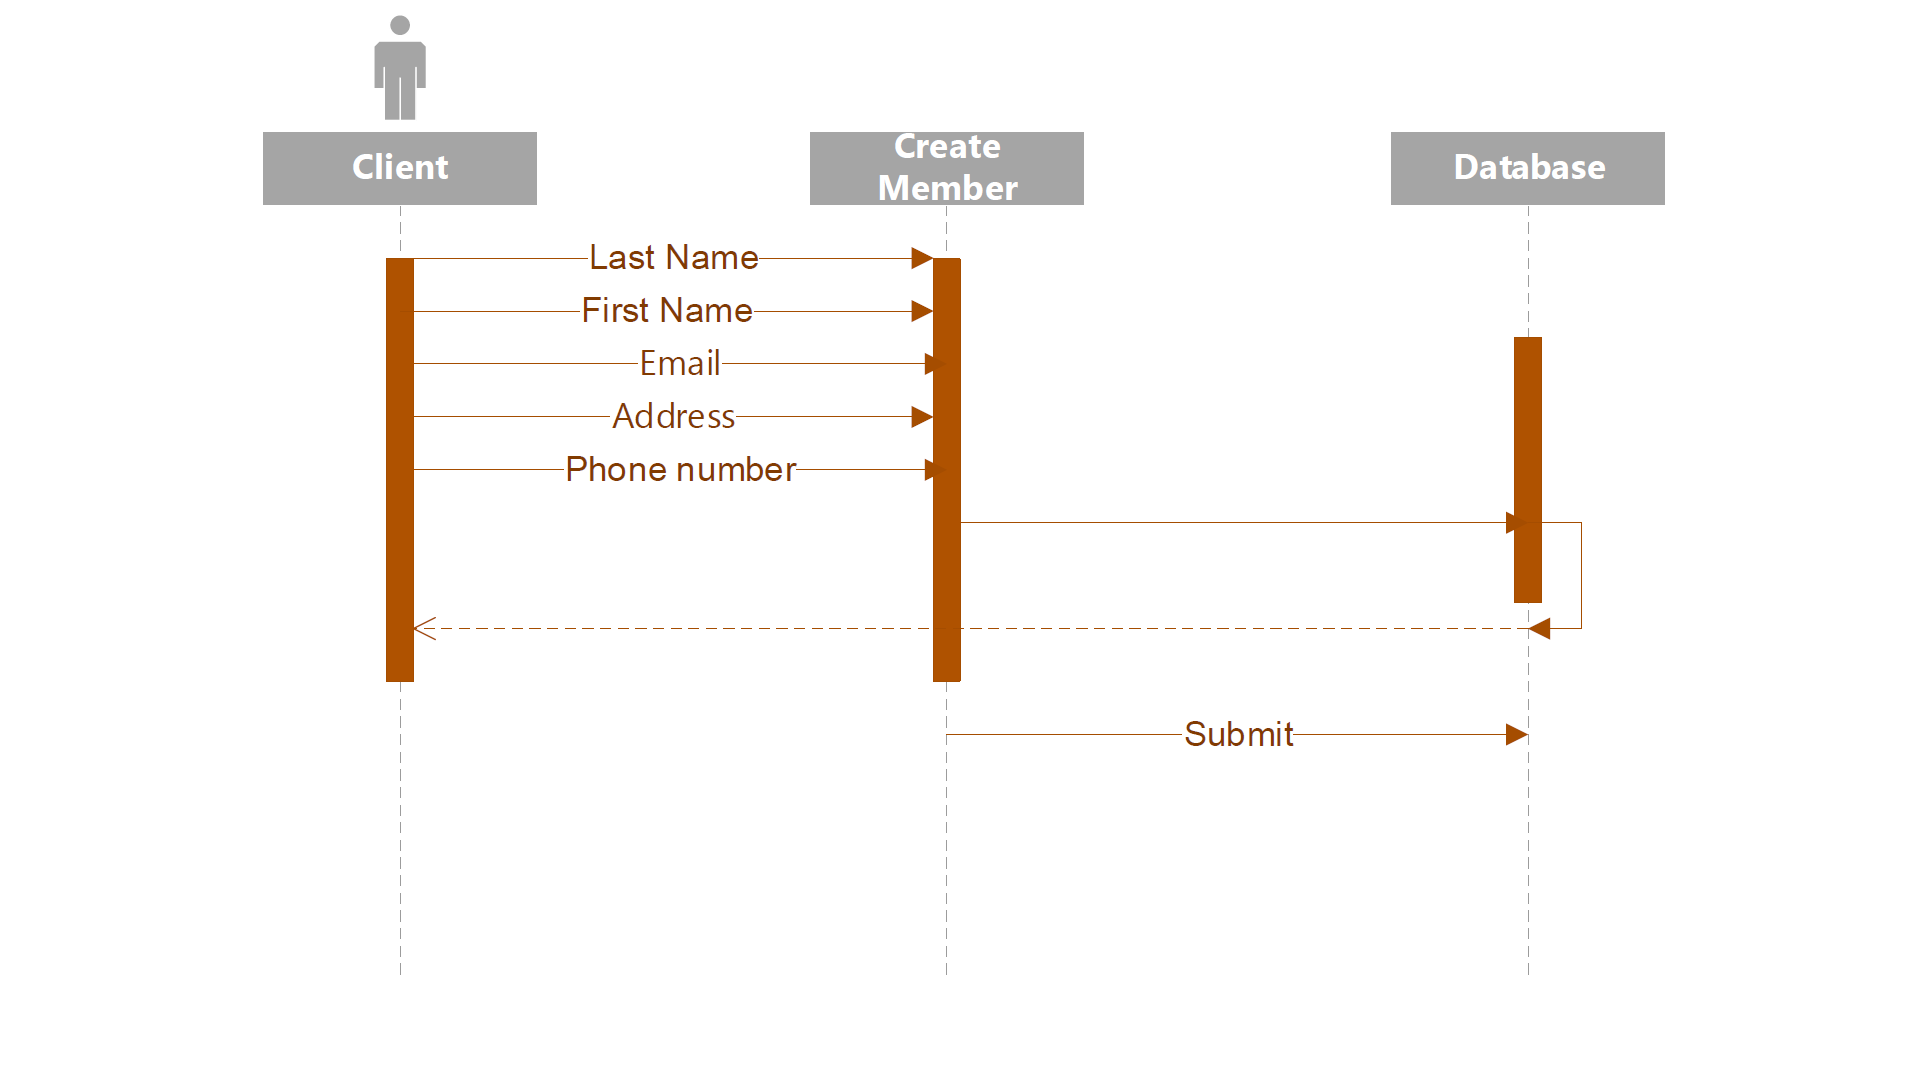 Client
Create
Member
Database
Last Name
First Name
Email
Address
Phone number
Submit